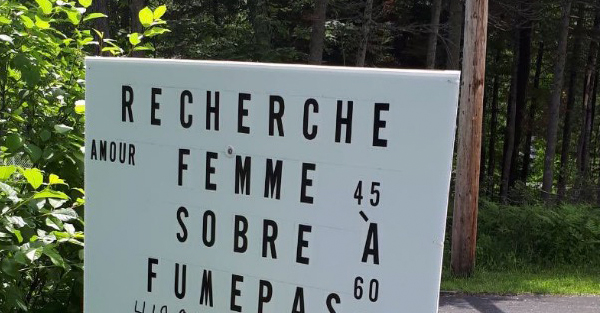 RECHERCHE
AMOUR FEMME 45
SOBRE À
FUMEPAS 60